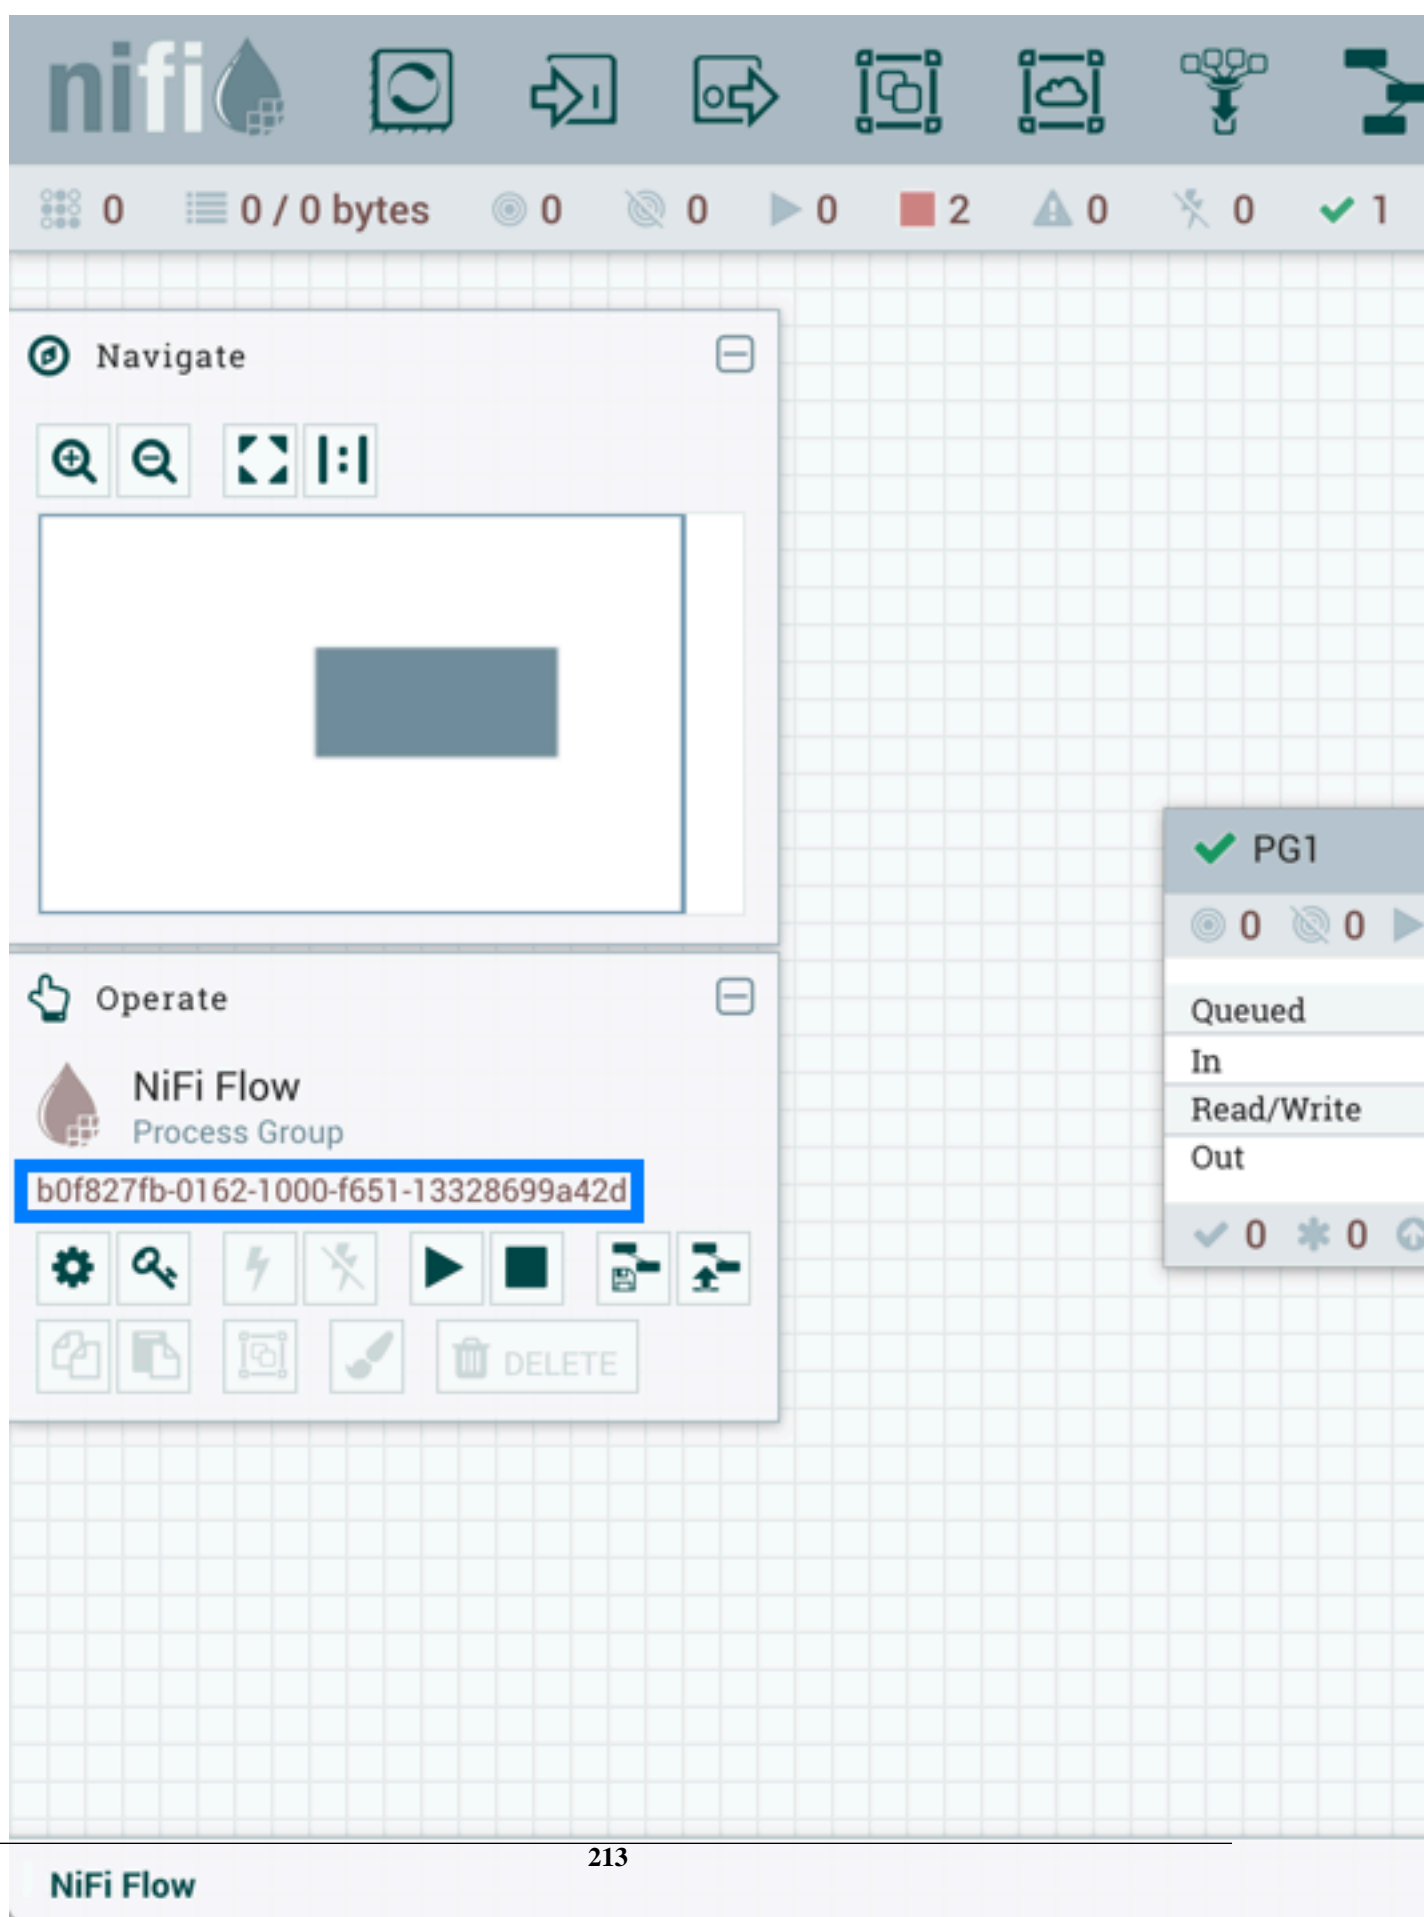 nifi
0 0 / 0 bytes 0 0 0 2 0 0 1
Navigate
PG1
0 0
Queued
In
Read/Write
Out
0 0
Operate
NiFi Flow
Process Group
b0f827fb-0162-1000-f651-13328699a42d
DELETE
213
NiFi Flow